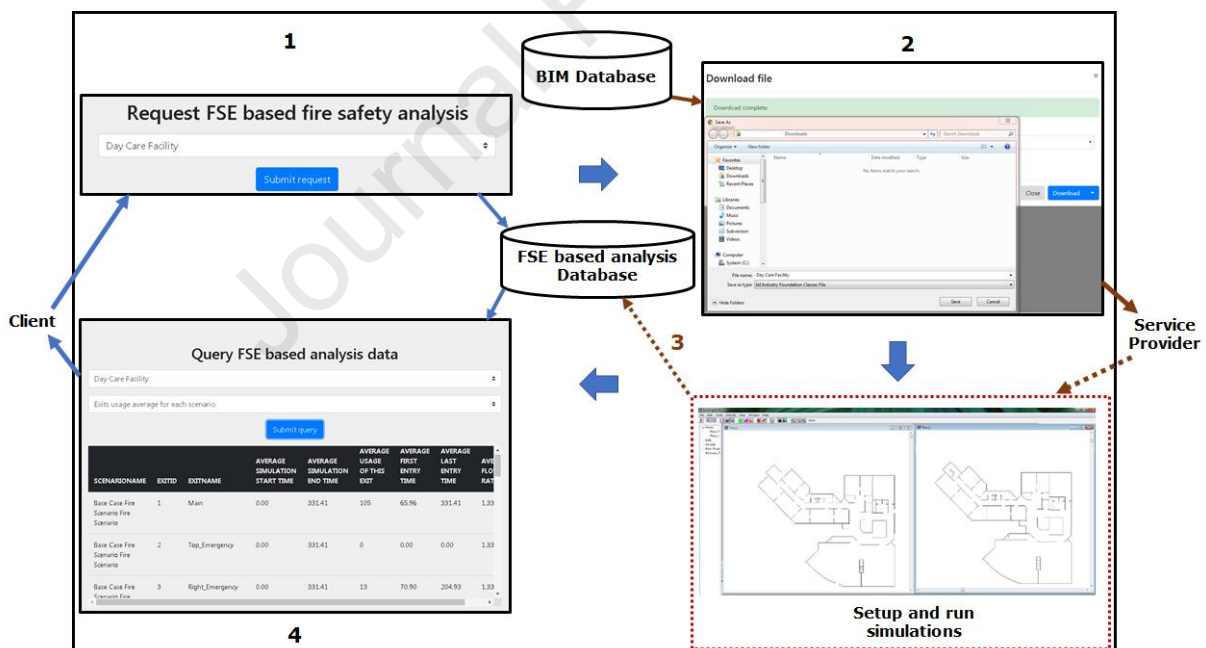 Journal P
1
Request FSE based fire safety analysis
Day Care Facility
Submit request
BIM Database
2
Download file
Download complete.
Save As
Downloads
Search Downloads
Organize
New folder
Favorites
Desktop
Downloads
Recent Places
Libraries
Documents
Music
Pictures
Subversion
Videos
Computer
System (C:)
Name
Date modified
Type
Size
No items match your search.
File name: Day Care Facility
Save as type: IAI Industry Foundation Classes File
Hide Folders
Save
Cancel
Close
Download
FSE based analysis
Database
Client
Service
Provider
3
Query FSE based analysis data
Day Care Facility
Exits usage average for each scenario
Submit query
SCENARIONAME EXITID EXITNAME AVERAGE SIMULATION START TIME AVERAGE SIMULATION END TIME AVERAGE USAGE OF THIS EXIT AVERAGE FIRST ENTRY TIME AVERAGE LAST ENTRY TIME
Base Case Fire 1 Main 0.00 331.41 105 65.96 331.41 1.33
Scenario Fire
Scenario
Base Case Fire 2 Top_Emergency 0.00 331.41 0 0.00 0.00 1.33
Scenario Fire
Scenario
Base Case Fire 3 Right_Emergency 0.00 331.41 13 70.90 204.93 1.33
Scenario Fire
4
Setup and run
simulations